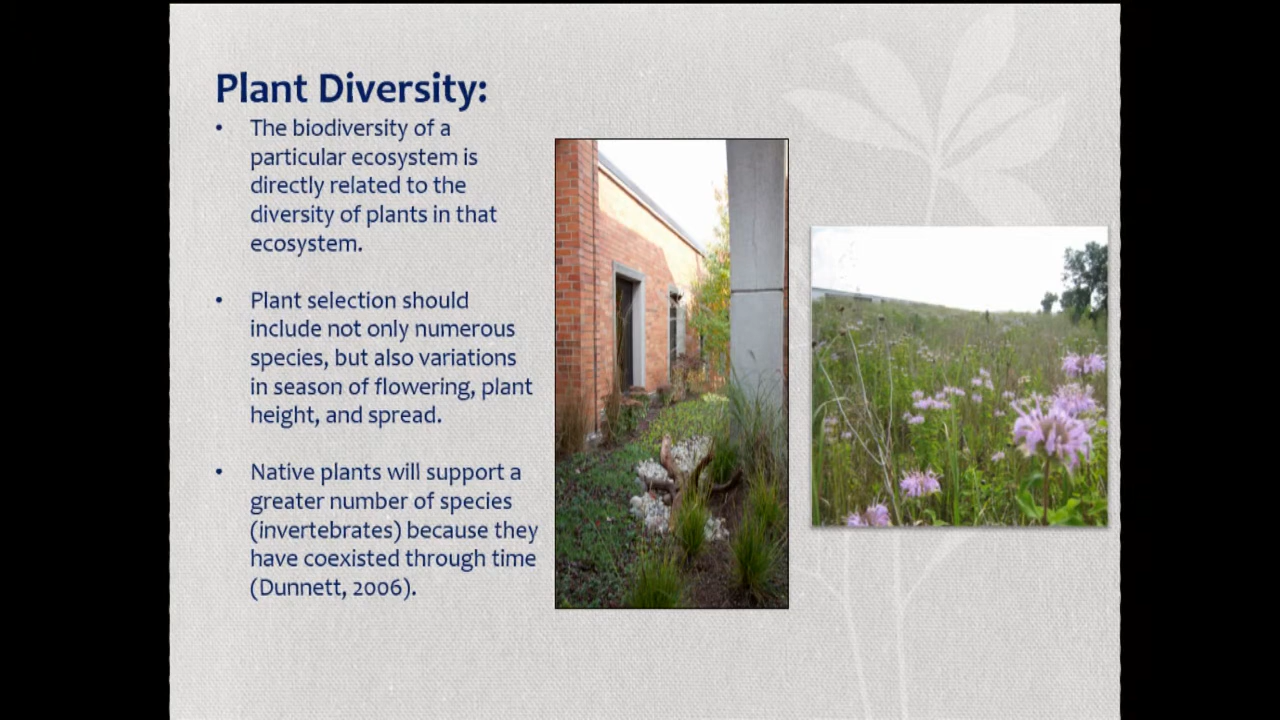 Plant Diversity:
• The biodiversity of a
particular ecosystem is
directly related to the
diversity of plants in that
ecosystem.
• Plant selection should
include not only numerous
species, but also variations
in season of flowering, plant
height, and spread.
• Native plants will support a
greater number of species
(invertebrates) because they
have coexisted through time
(Dunnett, 2006).